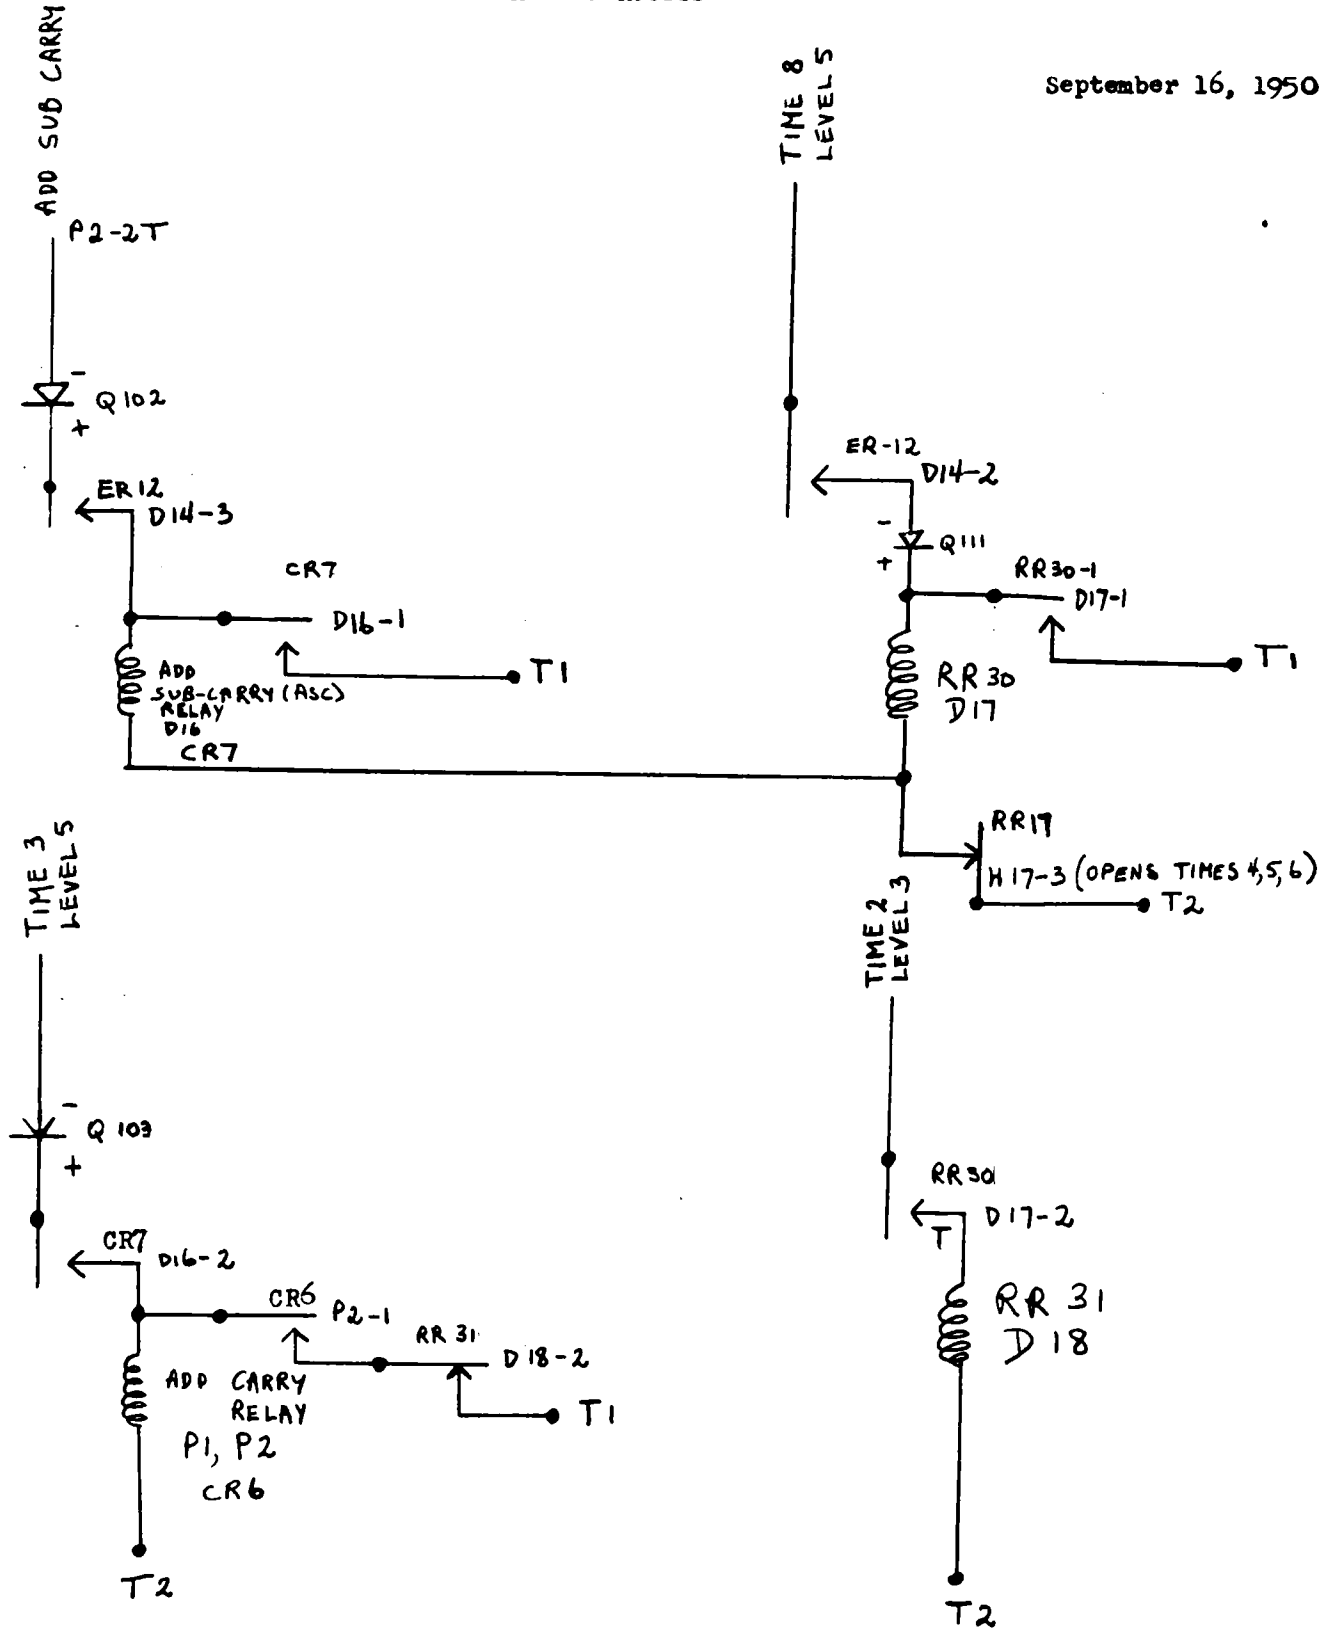 September 16, 1950
ADD SUB CARRY
P2-2T
-
Q102
+
ER12
D14-3
CR7
D16-1
T1
ADD
SUB-CARRY (ASC)
RELAY
D16
CR7
TIME 8
LEVEL 5
ER-12
D14-2
-
Q111
+
RR30-1
D17-1
T1
RR30
D17
RR17
H17-3 (OPENS TIMES 4,5,6)
T2
TIME 3
LEVEL 5
-
Q103
+
CR7
D16-2
CR6
P2-1
RR31
D18-2
T1
ADD CARRY
RELAY
P1, P2
CR6
T2
TIME 2
LEVEL 3
RR30
D17-2
T
RR 31
D 18
T2